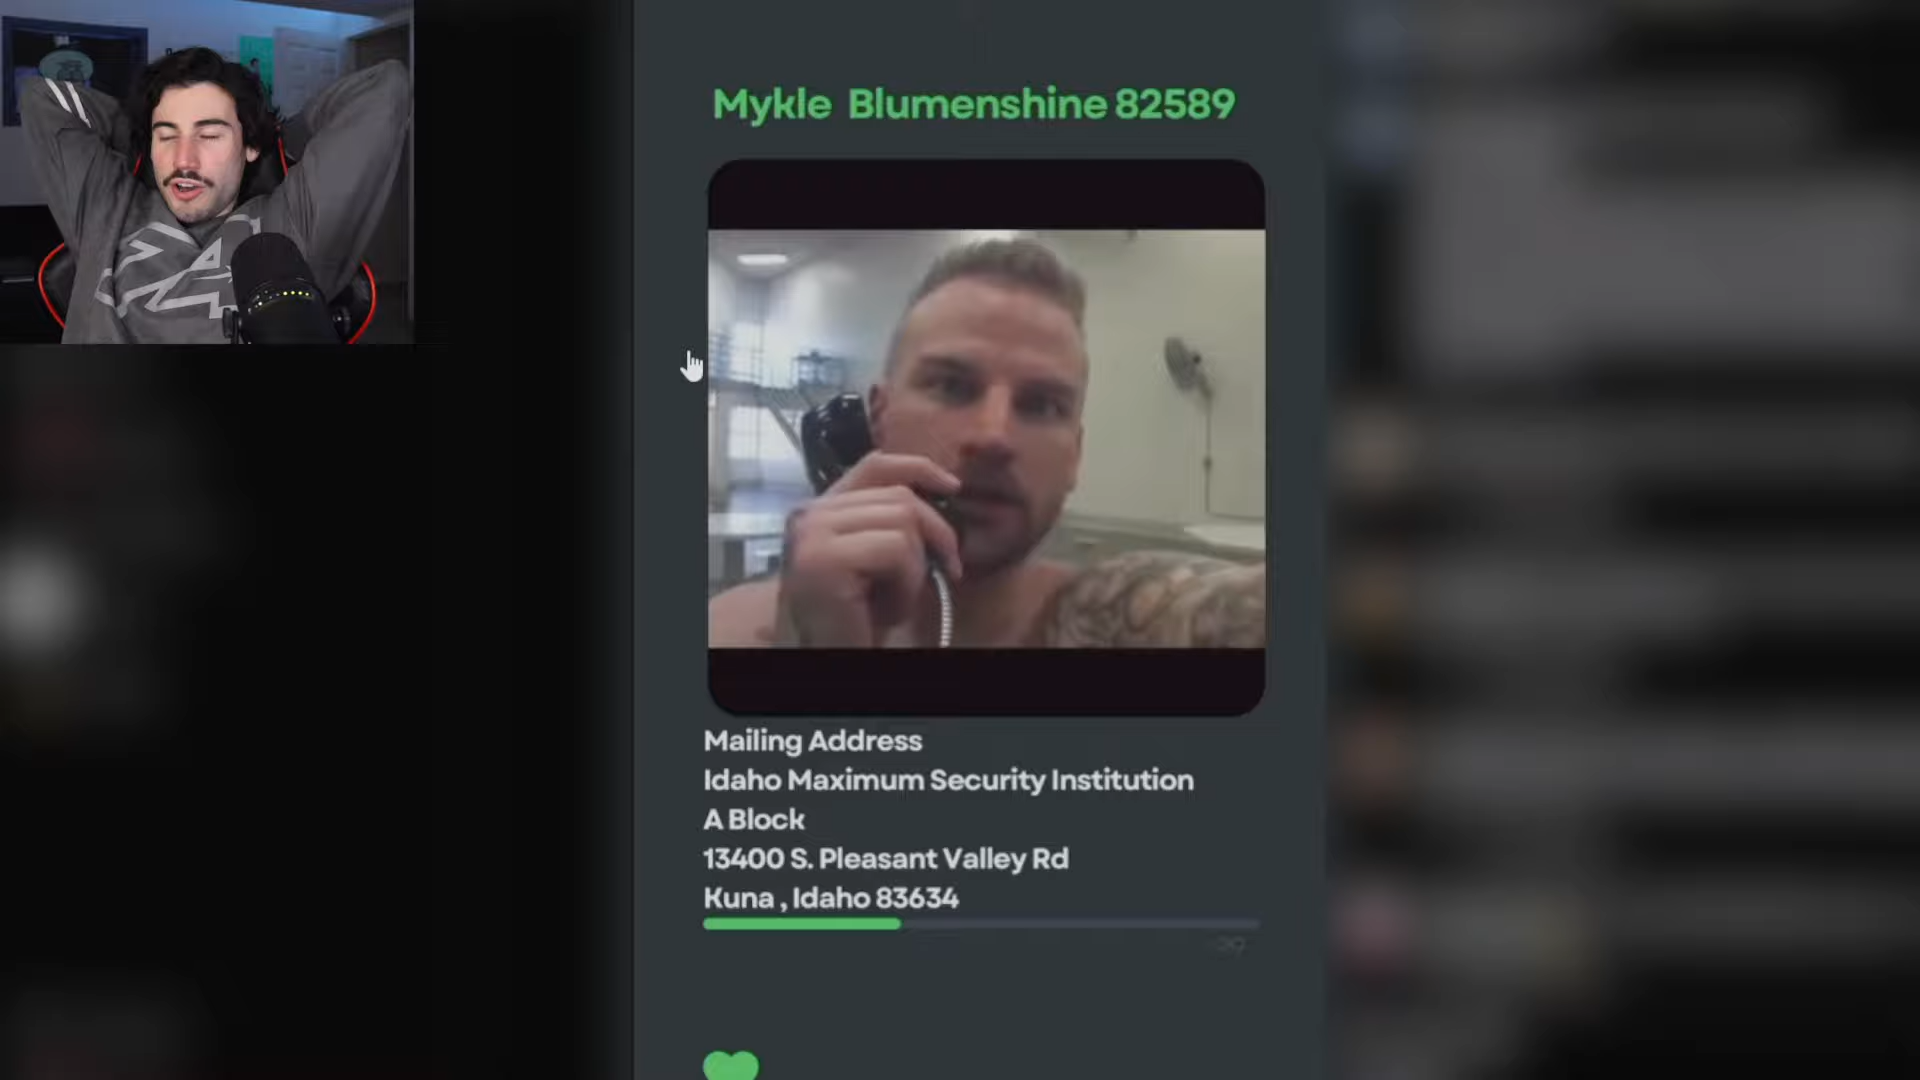 Mykle Blumenshine 82589
Mailing Address
Idaho Maximum Security Institution
A Block
13400 S. Pleasant Valley Rd
Kuna , Idaho 83634